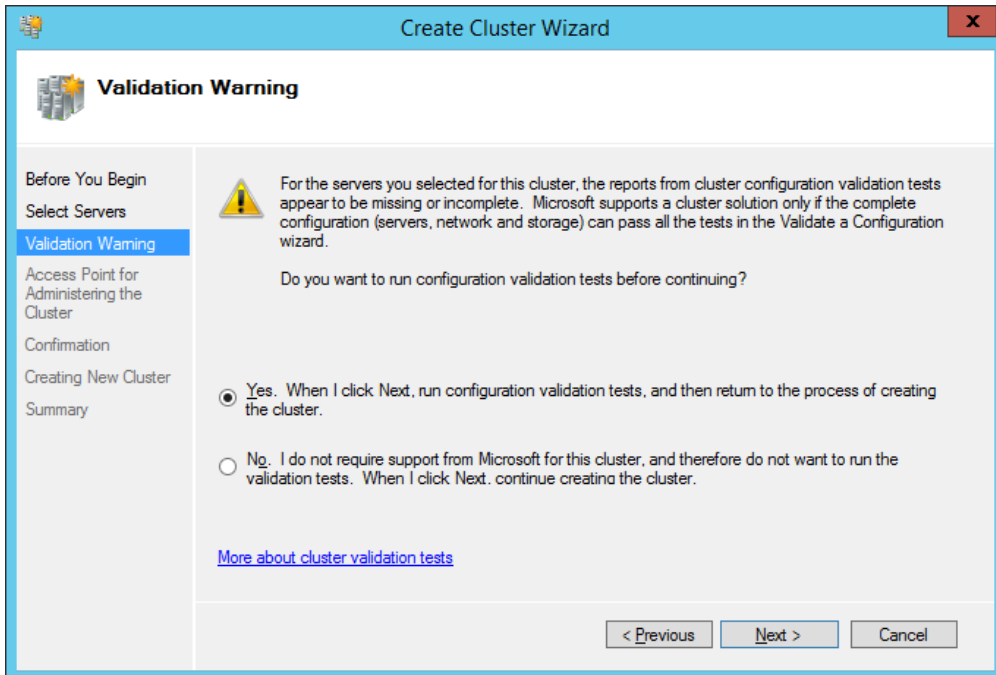 Create Cluster Wizard
x
Validation Warning
Before You Begin
Select Servers
Validation Warning
Access Point for
Administering the
Cluster
Confirmation
Creating New Cluster
Summary
For the servers you selected for this cluster, the reports from cluster configuration validation tests
appear to be missing or incomplete.  Microsoft supports a cluster solution only if the complete
configuration (servers, network and storage) can pass all the tests in the Validate a Configuration
wizard.
Do you want to run configuration validation tests before continuing?
Yes.  When I click Next, run configuration validation tests, and then return to the process of creating
the cluster.
No.  I do not require support from Microsoft for this cluster, and therefore do not want to run the
validation tests.  When I click Next, continue creating the cluster.
More about cluster validation tests
< Previous
Next >
Cancel